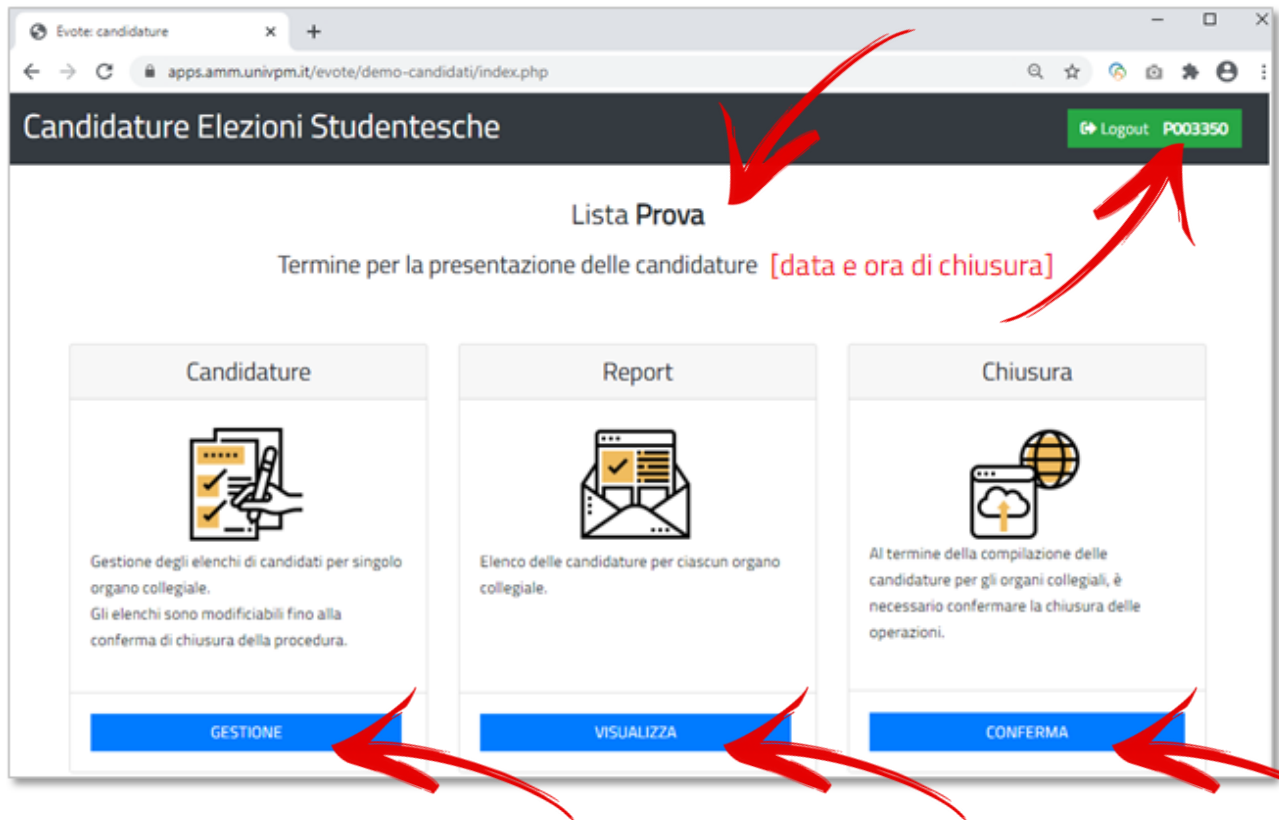 Evote: candidature
apps.amm.univpm.it/evote/demo-candidati/index.php
Candidature Elezioni Studentesche
Logout P003350
Lista Prova
Termine per la presentazione delle candidature [data e ora di chiusura]
Candidature
Gestione degli elenchi di candidati per singolo
organo collegiale.
Gli elenchi sono modificiabili fino alla
conferma di chiusura della procedura.
GESTIONE
Report
Elenco delle candidature per ciascun organo
collegiale.
VISUALIZZA
Chiusura
Al termine della compilazione delle
candidature per gli organi collegiali, è
necessario confermare la chiusura delle
operazioni.
CONFERMA